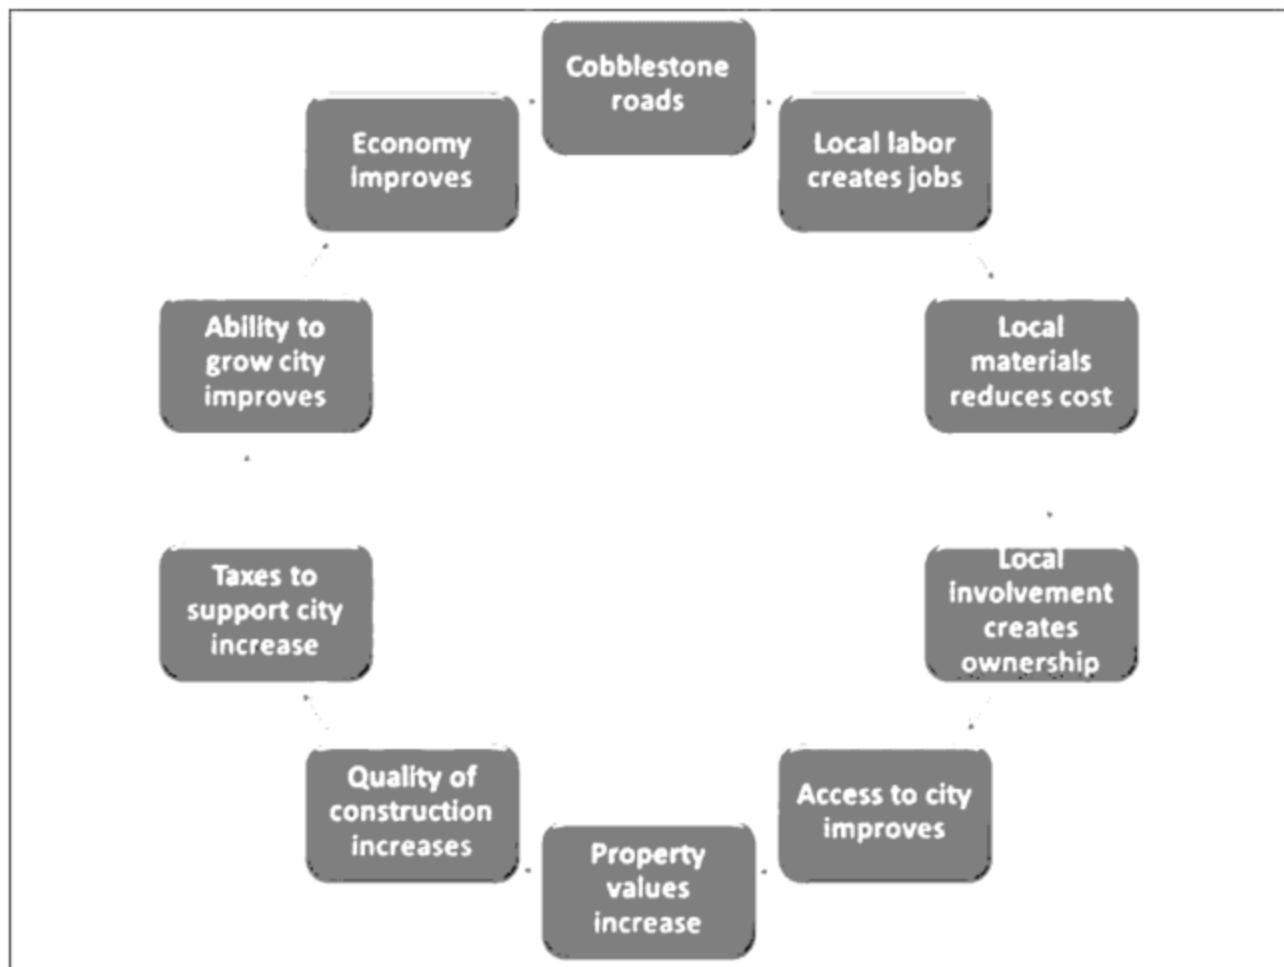 Cobblestone
roads
Local labor
creates jobs
Local
materials
reduces cost
Local
involvement
creates
ownership
Access to city
improves
Property
values
increase
Quality of
construction
increases
Taxes to
support city
increase
Ability to
grow city
improves
Economy
improves